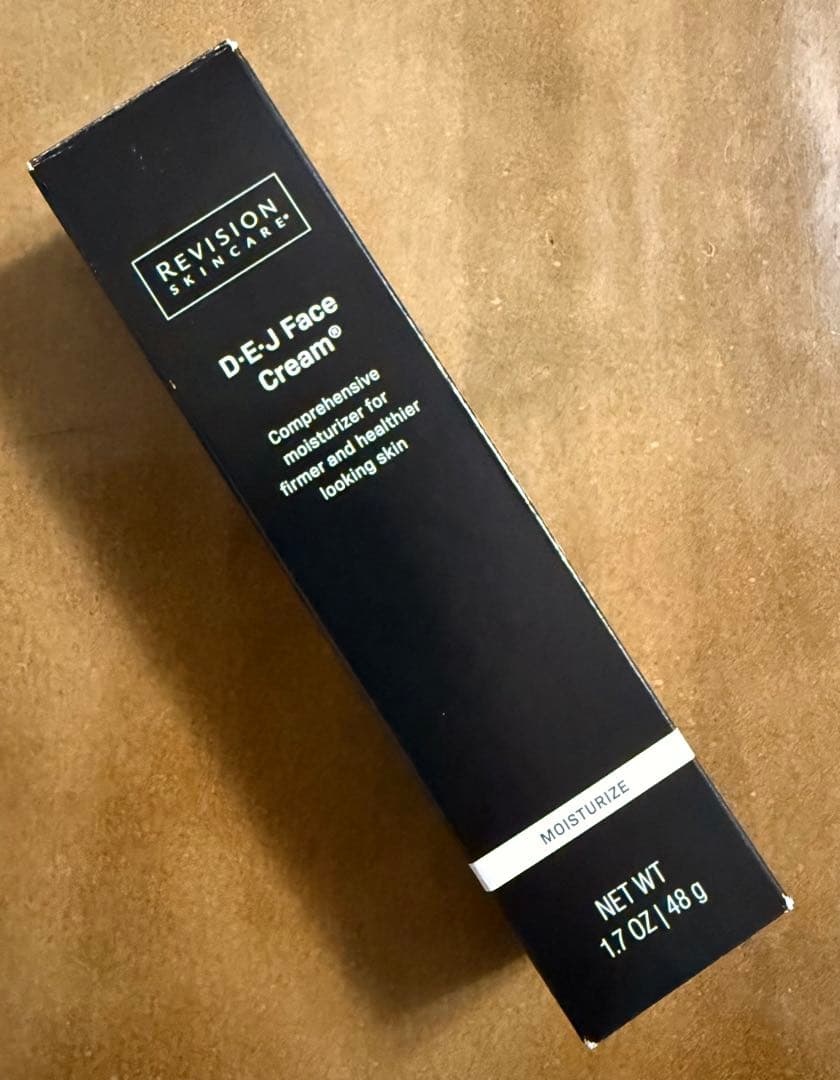 REVISION
SKINCARE®
D·E·J Face
Cream®
Comprehensive
moisturizer for
firmer and healthier
looking skin
MOISTURIZE
NET WT
1.7 OZ | 48 g